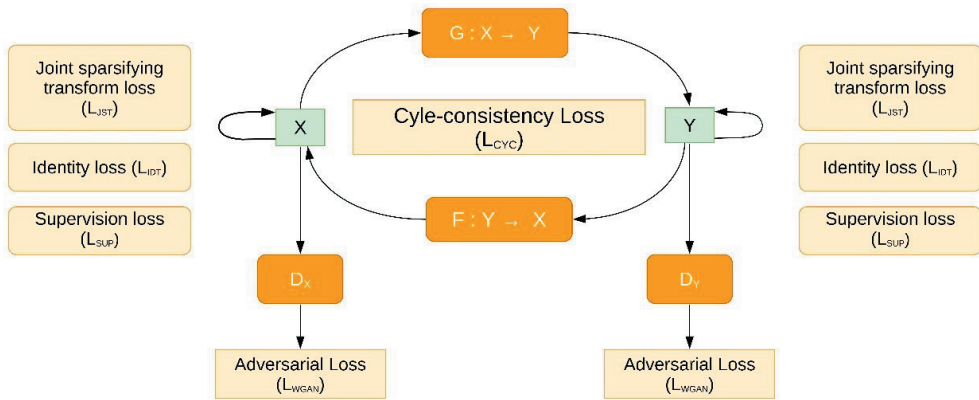 G : X → Y
Joint sparsifying
transform loss
(LJST)
Identity loss (LIDT)
Supervision loss
(LSUP)
X
Cyle-consistency Loss
(LCYC)
Y
Joint sparsifying
transform loss
(LJST)
Identity loss (LIDT)
Supervision loss
(LSUP)
F : Y → X
DX
DY
Adversarial Loss
(LWGAN)
Adversarial Loss
(LWGAN)